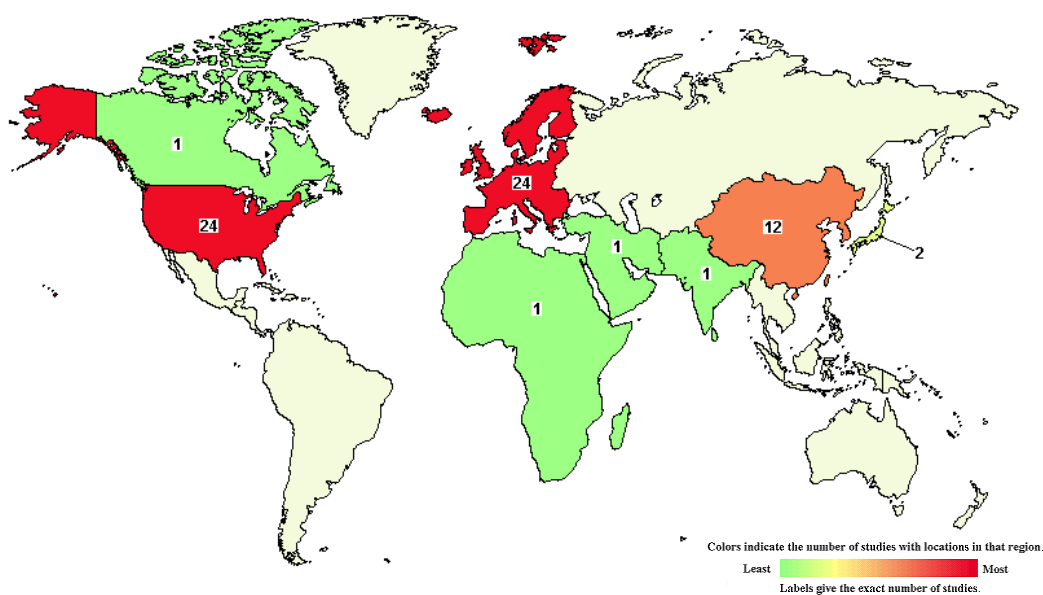 1
24
24
12
1
1
1
2
Colors indicate the number of studies with locations in that region.
Least Most
Labels give the exact number of studies.